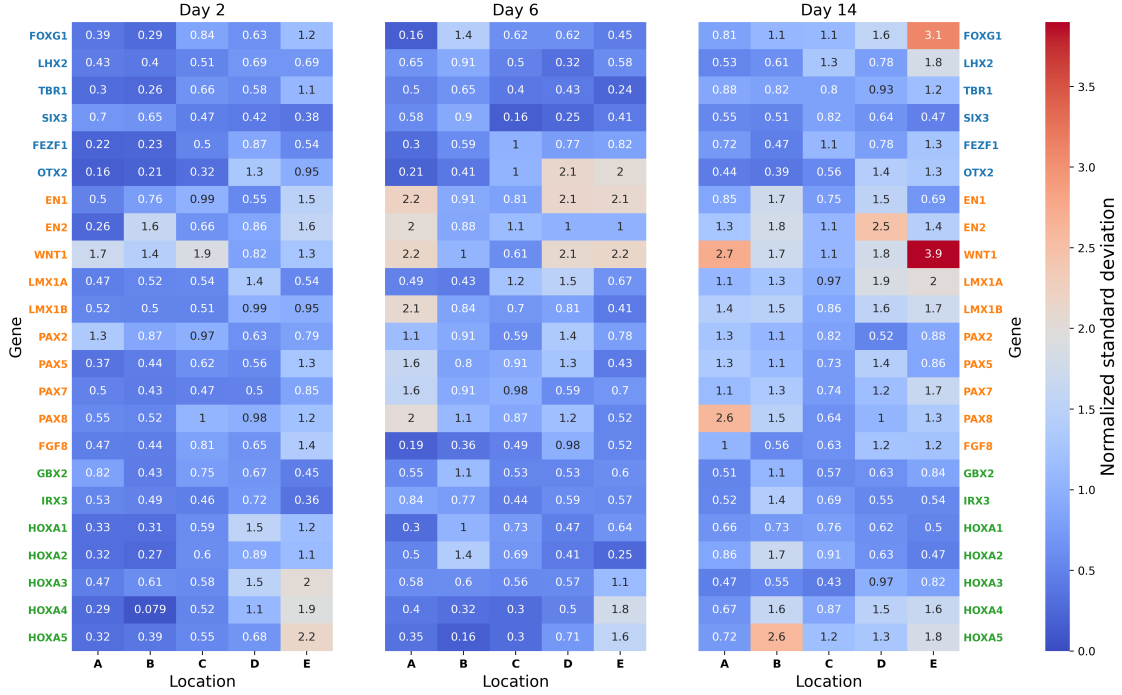 Day 2 Day 6 Day 14
FOXG1 0.39 0.29 0.84 0.63 1.2 0.16 1.4 0.62 0.62 0.45 0.81 1.1 1.1 1.6 3.1 FOXG1
LHX2 0.43 0.4 0.51 0.69 0.69 0.65 0.91 0.5 0.32 0.58 0.53 0.61 1.3 0.78 1.8 LHX2
TBR1 0.3 0.26 0.66 0.58 1.1 0.5 0.65 0.4 0.43 0.24 0.88 0.82 0.8 0.93 1.2 TBR1
SIX3 0.7 0.65 0.47 0.42 0.38 0.58 0.9 0.16 0.25 0.41 0.55 0.51 0.82 0.64 0.47 SIX3
FEZF1 0.22 0.23 0.5 0.87 0.54 0.3 0.59 1 0.77 0.82 0.72 0.47 1.1 0.78 1.3 FEZF1
OTX2 0.16 0.21 0.32 1.3 0.95 0.21 0.41 1 2.1 2 0.44 0.39 0.56 1.4 1.3 OTX2
EN1 0.5 0.76 0.99 0.61 1.5 2.2 0.91 0.81 2.1 2.1 0.85 1.7 0.75 1.5 0.69 EN1
EN2 0.26 1.6 0.66 0.86 1.6 2 0.88 1.1 1 1 1.3 1.8 1.1 2.5 1.4 EN2
WNT1 1.7 1.4 1.9 0.82 1.3 2.2 1 0.61 2.1 2.2 2.7 1.7 1.1 1.8 3.9 WNT1
LMX1A 0.47 0.52 0.54 1.4 0.54 0.49 0.43 1.2 1.5 0.67 1.1 1.3 0.97 1.9 2 LMX1A
LMX1B 0.52 0.5 0.51 0.99 0.95 2.1 0.84 0.7 0.81 0.41 1.4 1.5 0.86 1.6 1.7 LMX1B
PAX2 1.3 0.87 0.97 0.63 0.79 1.1 0.91 0.59 1.4 0.78 1.3 1.1 0.82 0.52 0.88 PAX2
PAX5 0.37 0.44 0.62 0.56 1.3 1.6 0.8 0.91 1.3 0.43 1.3 1.1 0.73 1.4 0.86 PAX5
PAX7 0.5 0.43 0.47 0.5 0.85 1.6 0.91 0.98 0.59 0.7 1.1 1.3 0.74 1.2 1.7 PAX7
PAX8 0.55 0.52 1 0.98 1.2 2 1.1 0.87 1.2 0.52 2.6 1.5 0.64 1 1.3 PAX8
FGF8 0.47 0.44 0.81 0.65 1.4 0.19 0.36 0.49 0.98 0.52 1 0.56 0.63 1.2 1.2 FGF8
GBX2 0.82 0.43 0.75 0.67 0.45 0.55 1.1 0.53 0.53 0.6 0.51 1.1 0.57 0.63 0.84 GBX2
IRX3 0.53 0.49 0.46 0.72 0.36 0.84 0.77 0.44 0.59 0.57 0.52 1.4 0.69 0.55 0.54 IRX3
HOXA1 0.33 0.31 0.59 1.5 1.2 0.3 1 0.73 0.47 0.64 0.66 0.73 0.76 0.62 0.5 HOXA1
HOXA2 0.32 0.27 0.6 0.89 1.1 0.5 1.4 0.69 0.41 0.25 0.86 1.7 0.91 0.63 0.47 HOXA2
HOXA3 0.47 0.61 0.58 1.5 2 0.58 0.6 0.56 0.57 1.1 0.47 0.55 0.43 0.97 0.82 HOXA3
HOXA4 0.29 0.079 0.52 1.1 1.9 0.4 0.32 0.3 0.5 1.8 0.67 1.6 0.87 1.5 1.6 HOXA4
HOXA5 0.32 0.39 0.55 0.68 2.2 0.35 0.16 0.3 0.71 1.6 0.72 2.6 1.2 1.3 1.8 HOXA5
A B C D E A B C D E A B C D E
Location Location Location
Gene
Gene
3.5
3.0
2.5
2.0
1.5
1.0
0.5
0.0
Normalized standard deviation